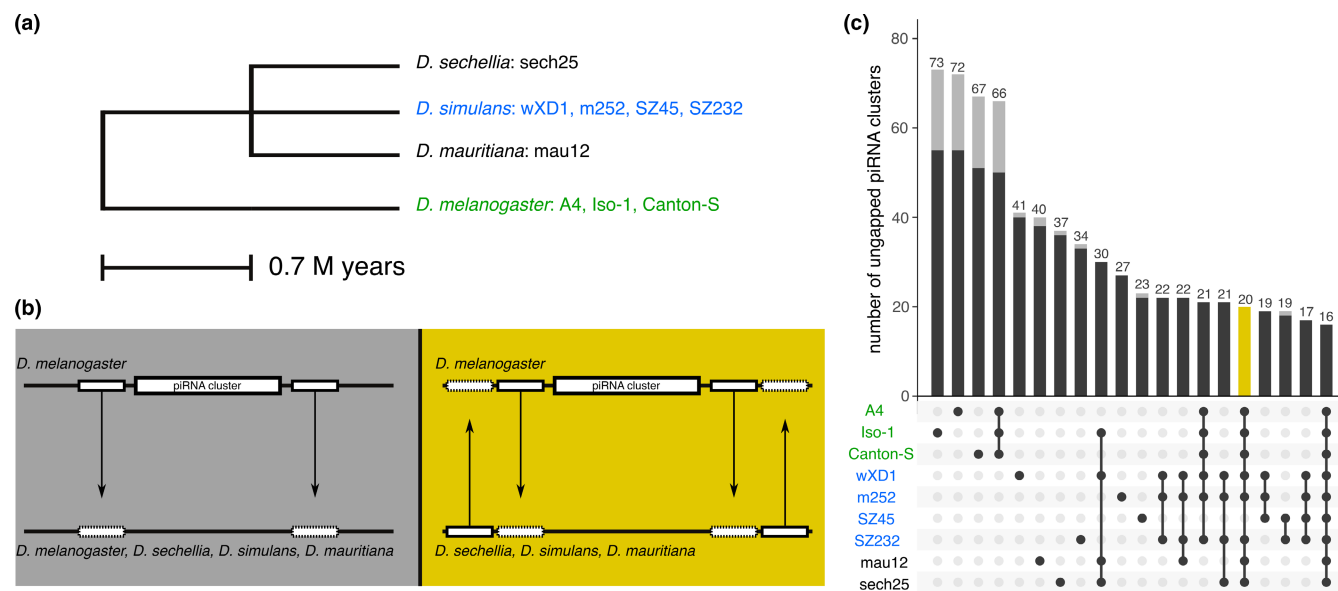 (a)
D. sechellia: sech25
D. simulans: wXD1, m252, SZ45, SZ232
D. mauritiana: mau12
D. melanogaster: A4, Iso-1, Canton-S
0.7 M years
(b)
D. melanogaster
piRNA cluster
D. melanogaster, D. sechellia, D. simulans, D. mauritiana
D. melanogaster
piRNA cluster
D. sechellia, D. simulans, D. mauritiana
(c)
number of ungapped piRNA clusters
80
60
40
20
0
73 72 67 66 41 40 37 34 30 27 23 22 22 21 21 20 19 19 17 16
A4
Iso-1
Canton-S
wXD1
m252
SZ45
SZ232
mau12
sech25